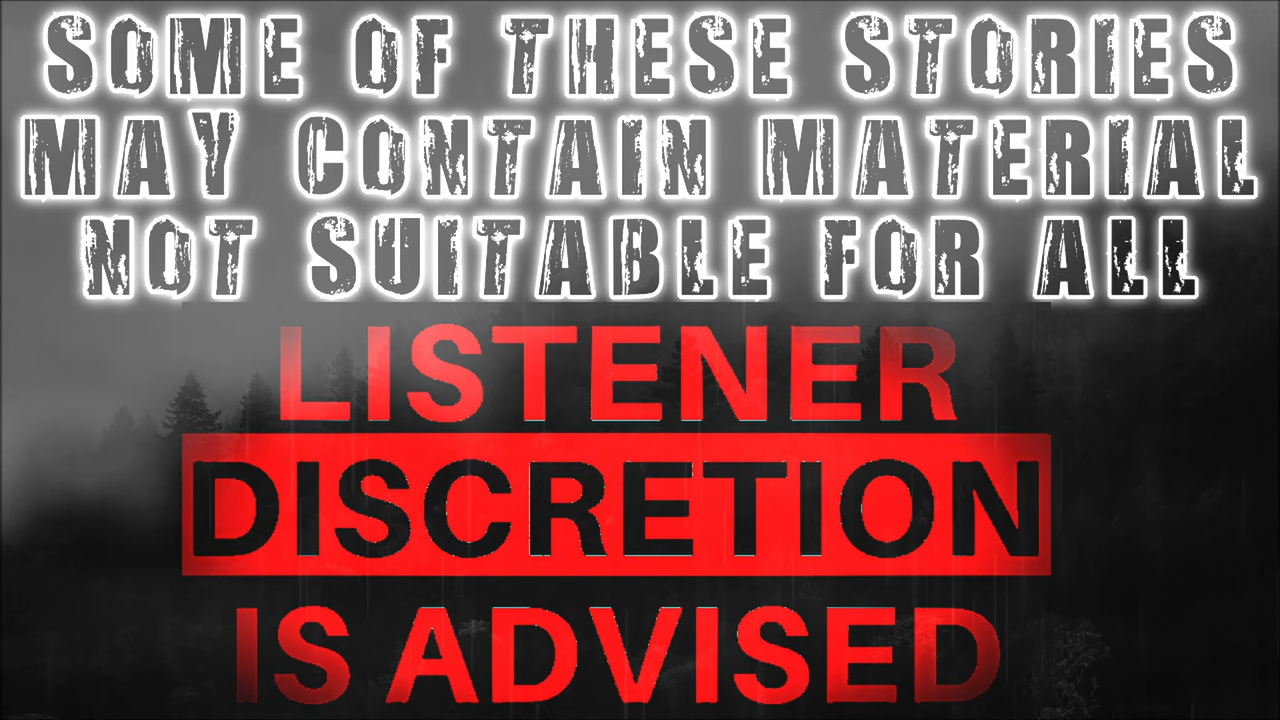 SOME OF THESE STORIES
MAY CONTAIN MATERIAL
NOT SUITABLE FOR ALL
LISTENER
DISCRETION
IS ADVISED